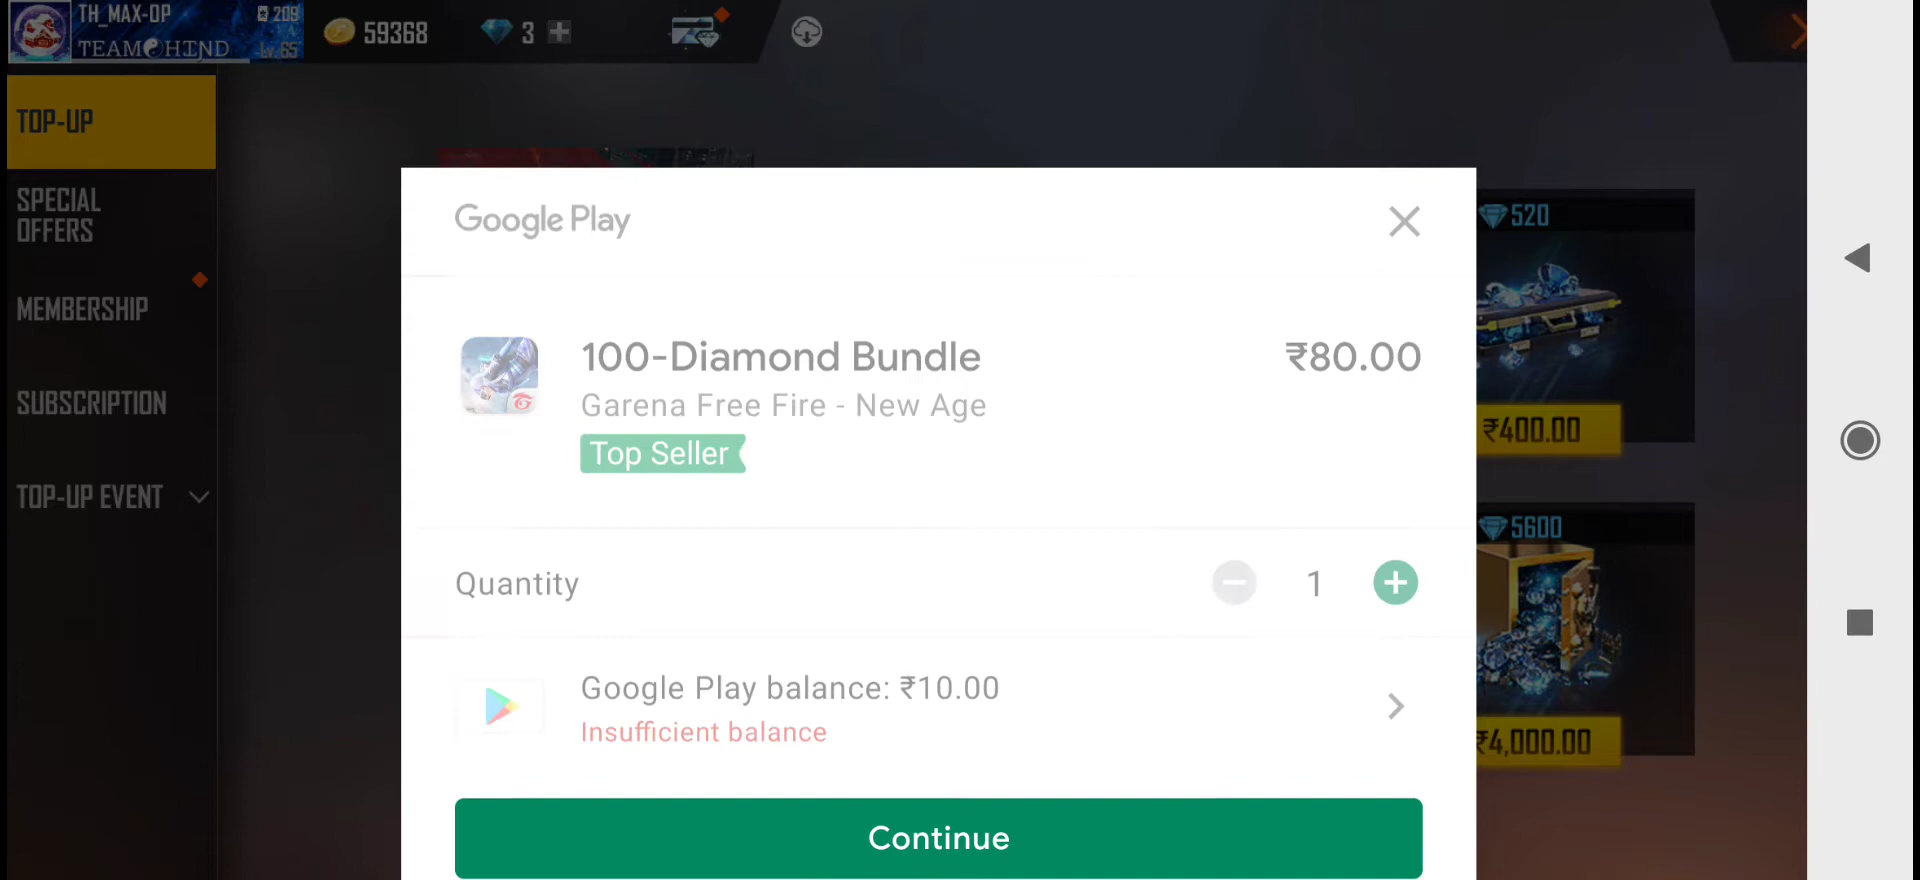 TH_MAX-OP
209
TEAM HIND
Lv. 65
59368
3
TOP-UP
SPECIAL
OFFERS
MEMBERSHIP
SUBSCRIPTION
TOP-UP EVENT
Google Play
100-Diamond Bundle
₹80.00
Garena Free Fire - New Age
Top Seller
Quantity
1
Google Play balance: ₹10.00
Insufficient balance
Continue
520
₹400.00
5600
₹4,000.00